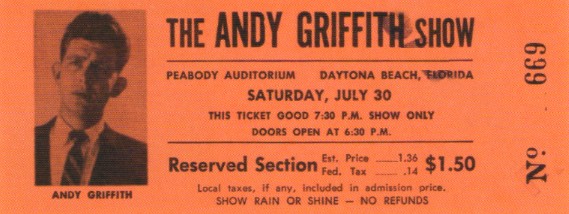 THE ANDY GRIFFITH SHOW
PEABODY AUDITORIUM DAYTONA BEACH, FLORIDA
SATURDAY, JULY 30
THIS TICKET GOOD 7:30 P.M. SHOW ONLY
DOORS OPEN AT 6:30 P.M.
Reserved Section Est. Price 1.36 $1.50
Fed. Tax .14
Local taxes, if any, included in admission price.
SHOW RAIN OR SHINE — NO REFUNDS
ANDY GRIFFITH
Nº 669